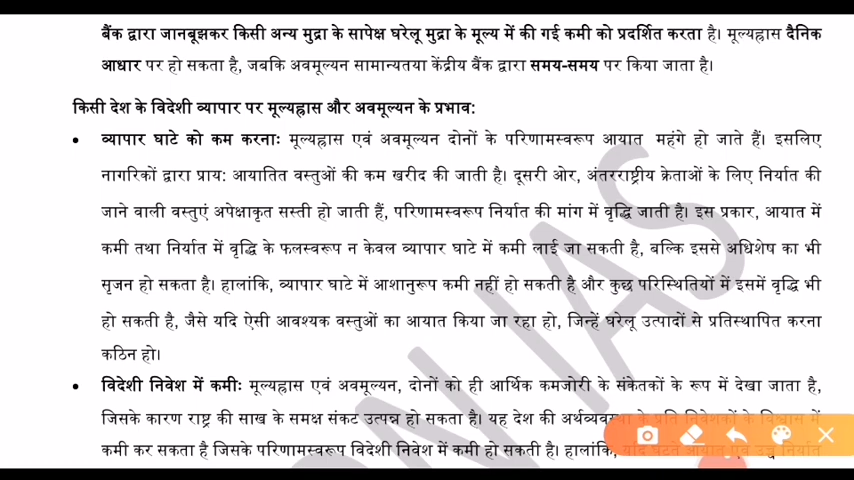 बैंक द्वारा जानबूझकर किसी अन्य मुद्रा के सापेक्ष घरेलू मुद्रा के मूल्य में की गई कमी को प्रदर्शित करता है। मूल्यह्रास दैनिक
आधार पर हो सकता है, जबकि अवमूल्यन सामान्यतया केंद्रीय बैंक द्वारा समय-समय पर किया जाता है।
किसी देश के विदेशी व्यापार पर मूल्यह्रास और अवमूल्यन के प्रभाव:
• व्यापार घाटे को कम करनाः मूल्यह्रास एवं अवमूल्यन दोनों के परिणामस्वरूप आयात महंगे हो जाते हैं। इसलिए
नागरिकों द्वारा प्राय: आयातित वस्तुओं की कम खरीद की जाती है। दूसरी ओर, अंतरराष्ट्रीय क्रेताओं के लिए निर्यात की
जाने वाली वस्तुएं अपेक्षाकृत सस्ती हो जाती हैं, परिणामस्वरूप निर्यात की मांग में वृद्धि जाती है। इस प्रकार, आयात में
कमी तथा निर्यात में वृद्धि के फलस्वरूप न केवल व्यापार घाटे में कमी लाई जा सकती है, बल्कि इससे अधिशेष का भी
सृजन हो सकता है। हालांकि, व्यापार घाटे में आशानुरूप कमी नहीं हो सकती है और कुछ परिस्थितियों में इसमें वृद्धि भी
हो सकती है, जैसे यदि ऐसी आवश्यक वस्तुओं का आयात किया जा रहा हो, जिन्हें घरेलू उत्पादों से प्रतिस्थापित करना
कठिन हो।
• विदेशी निवेश में कमीः मूल्यह्रास एवं अवमूल्यन, दोनों को ही आर्थिक कमजोरी के संकेतकों के रूप में देखा जाता है,
जिसके कारण राष्ट्र की साख के समक्ष संकट उत्पन्न हो सकता है। यह देश की अर्थव्यवस्था के प्रति निवेशकों के विश्वास में
कमी कर सकता है जिसके परिणामस्वरूप विदेशी निवेश में कमी हो सकती है। हालांकि,